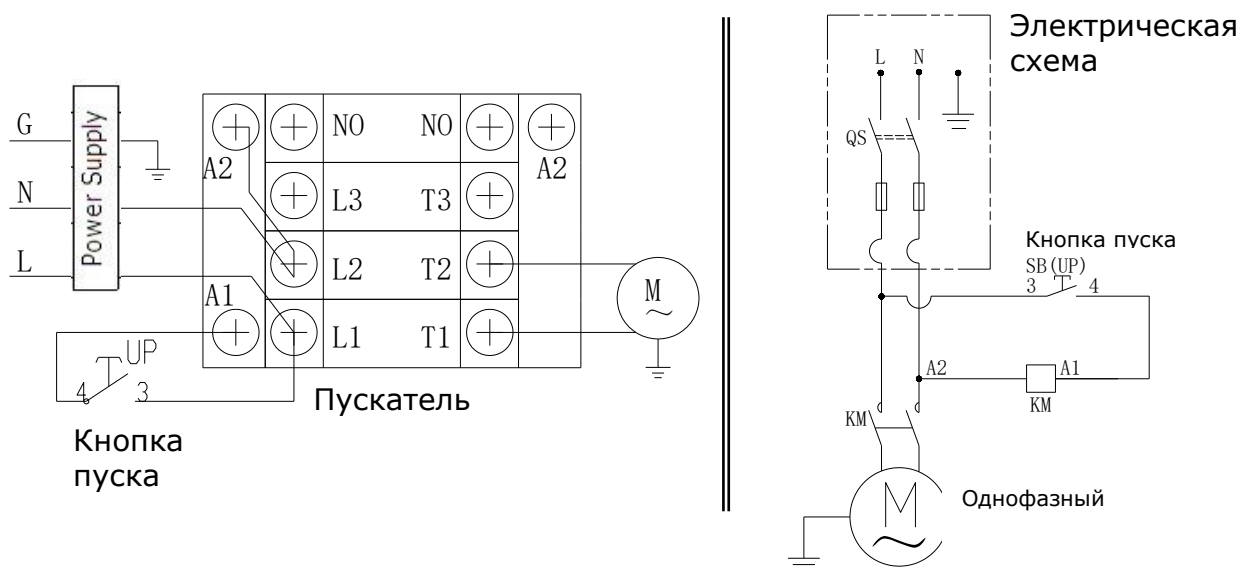 G
N
L
Power Supply
A2
NO
NO
A2
L3
T3
L2
T2
A1
L1
T1
M
~
UP
4
3
Пускатель
Кнопка
пуска
Электрическая
схема
L
N
QS
Кнопка пуска
SB(UP)
3
4
A2
A1
KM
KM
M
~
Однофазный